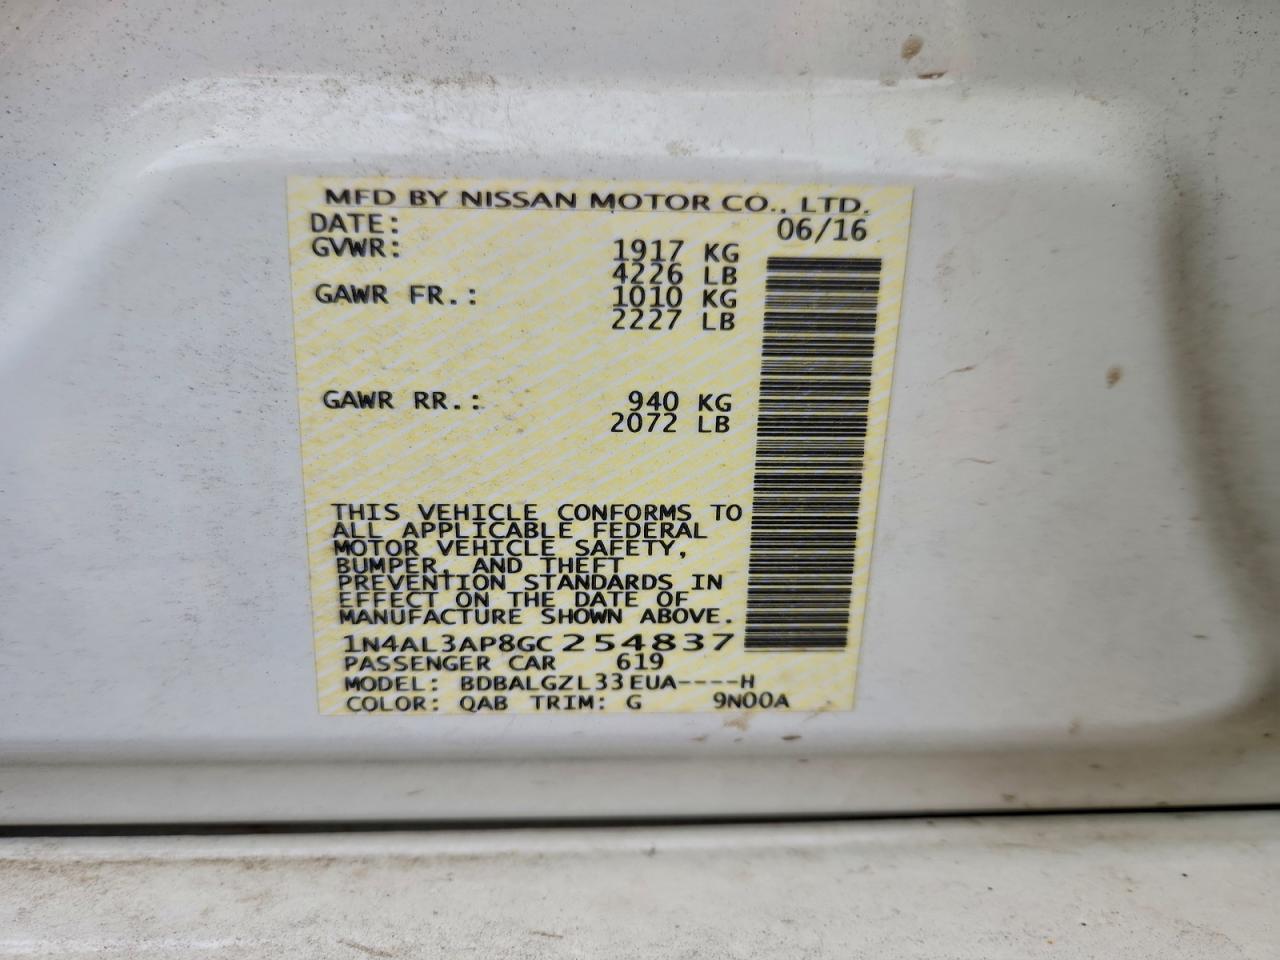 MFD BY NISSAN MOTOR CO., LTD.
DATE: 06/16
GVWR: 1917 KG
4226 LB
GAWR FR.: 1010 KG
2227 LB
GAWR RR.: 940 KG
2072 LB
THIS VEHICLE CONFORMS TO
ALL APPLICABLE FEDERAL
MOTOR VEHICLE SAFETY,
BUMPER, AND THEFT
PREVENTION STANDARDS IN
EFFECT ON THE DATE OF
MANUFACTURE SHOWN ABOVE.
1N4AL3AP8GC254837
PASSENGER CAR 619
MODEL: BDBALGZL33EUA----H
COLOR: QAB TRIM: G 9N00A